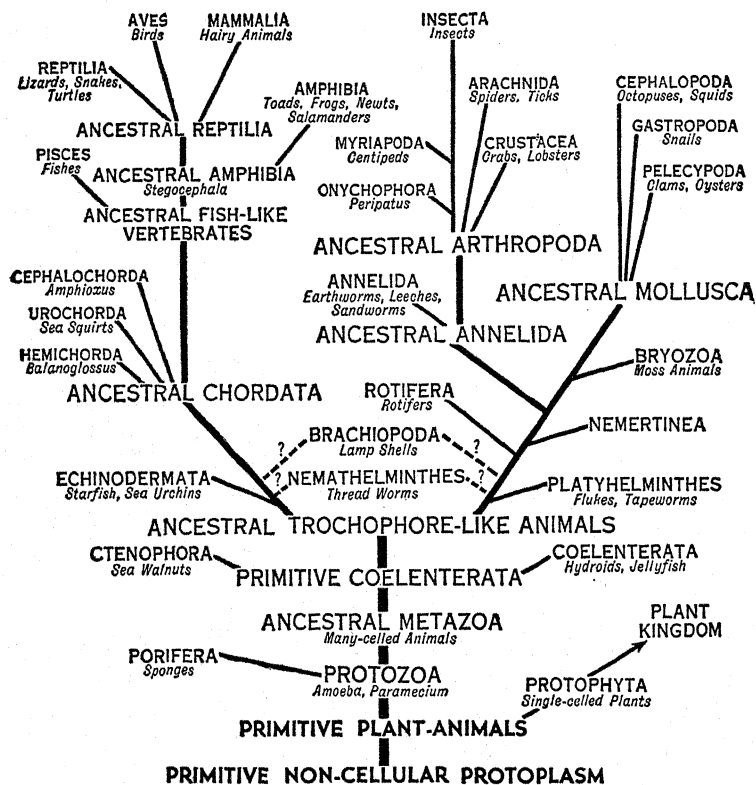 AVES
Birds
MAMMALIA
Hairy Animals
INSECTA
Insects
REPTILIA
Lizards, Snakes,
Turtles
AMPHIBIA
Toads, Frogs, Newts,
Salamanders
ARACHNIDA
Spiders, Ticks
CEPHALOPODA
Octopuses, Squids
ANCESTRAL REPTILIA
GASTROPODA
Snails
PISCES
Fishes
MYRIAPODA
Centipeds
CRUSTACEA
Crabs, Lobsters
ANCESTRAL AMPHIBIA
Stegocephala
PELECYPODA
Clams, Oysters
ONYCHOPHORA
Peripatus
ANCESTRAL FISH-LIKE
VERTEBRATES
ANCESTRAL ARTHROPODA
CEPHALOCHORDA
Amphioxus
ANNELIDA
Earthworms, Leeches,
Sandworms
ANCESTRAL MOLLUSCA
UROCHORDA
Sea Squirts
ANCESTRAL ANNELIDA
HEMICHORDA
Balanoglossus
BRYOZOA
Moss Animals
ANCESTRAL CHORDATA
ROTIFERA
Rotifers
NEMERTINEA
? BRACHIOPODA ?
Lamp Shells
ECHINODERMATA
Starfish, Sea Urchins
? NEMATHELMINTHES ?
Thread Worms
PLATYHELMINTHES
Flukes, Tapeworms
ANCESTRAL TROCHOPHORE-LIKE ANIMALS
CTENOPHORA
Sea Walnuts
COELENTERATA
Hydroids, Jellyfish
PRIMITIVE COELENTERATA
ANCESTRAL METAZOA
Many-celled Animals
PLANT
KINGDOM
PORIFERA
Sponges
PROTOZOA
Amoeba, Paramecium
PROTOPHYTA
Single-celled Plants
PRIMITIVE PLANT-ANIMALS
PRIMITIVE NON-CELLULAR PROTOPLASM